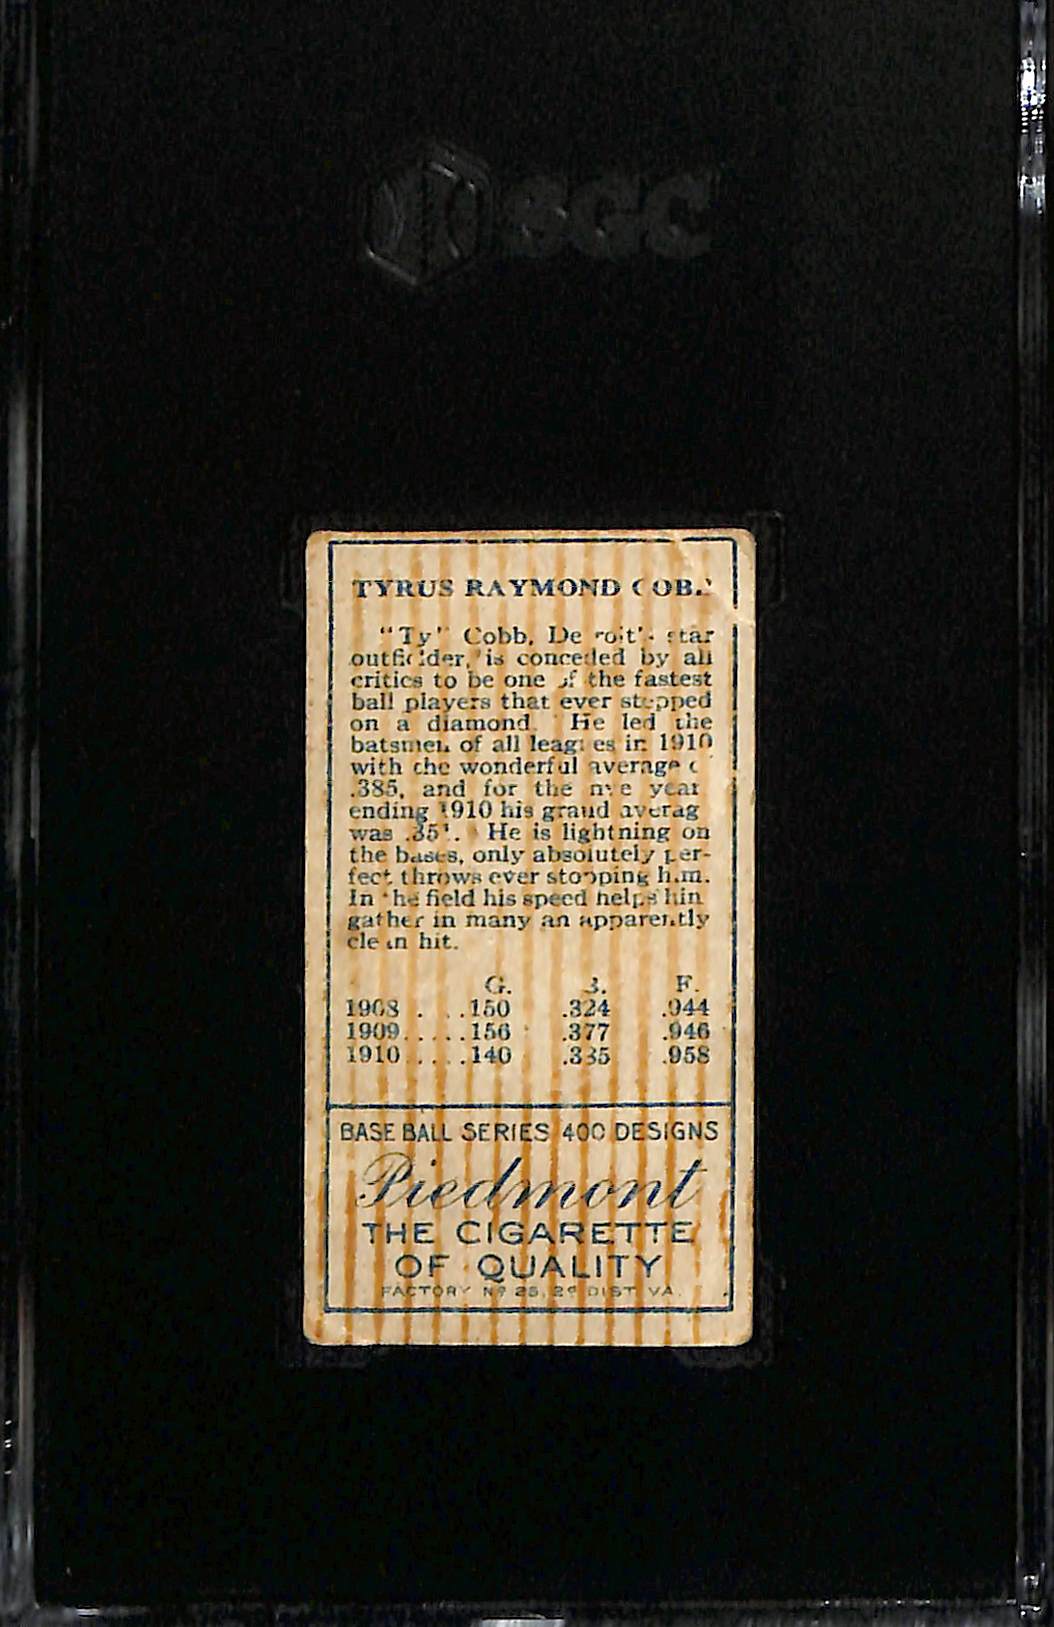 SGC
TYRUS RAYMOND COBB
"Ty" Cobb, Detroit's star
outfielder, is conceded by all
critics to be one of the fastest
ball players that ever stepped
on a diamond. He led the
batsmen of all leagues in 1910
with the wonderful average of
.385, and for the five year
ending 1910 his grand averag
was .35
He is lightning on
the bases, only absolutely per-
fect throws ever stopping him.
In the field his speed helps him
gather in many an apparently
clean hit.
G. B. F.
1908 . ..150 .324 .944
1909.....156 .377 .946
1910.....140 .385 .958
BASE BALL SERIES 400 DESIGNS
Piedmont
THE CIGARETTE
OF QUALITY
FACTORY Nº 25, 2ᵈ DIST VA.